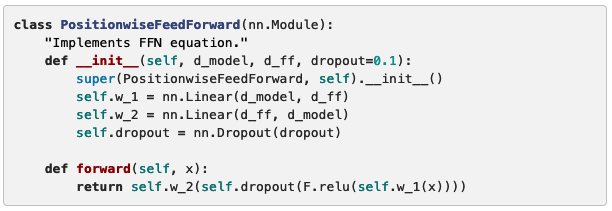 class PositionwiseFeedForward(nn.Module):
    "Implements FFN equation."
    def __init__(self, d_model, d_ff, dropout=0.1):
        super(PositionwiseFeedForward, self).__init__()
        self.w_1 = nn.Linear(d_model, d_ff)
        self.w_2 = nn.Linear(d_ff, d_model)
        self.dropout = nn.Dropout(dropout)

    def forward(self, x):
        return self.w_2(self.dropout(F.relu(self.w_1(x))))